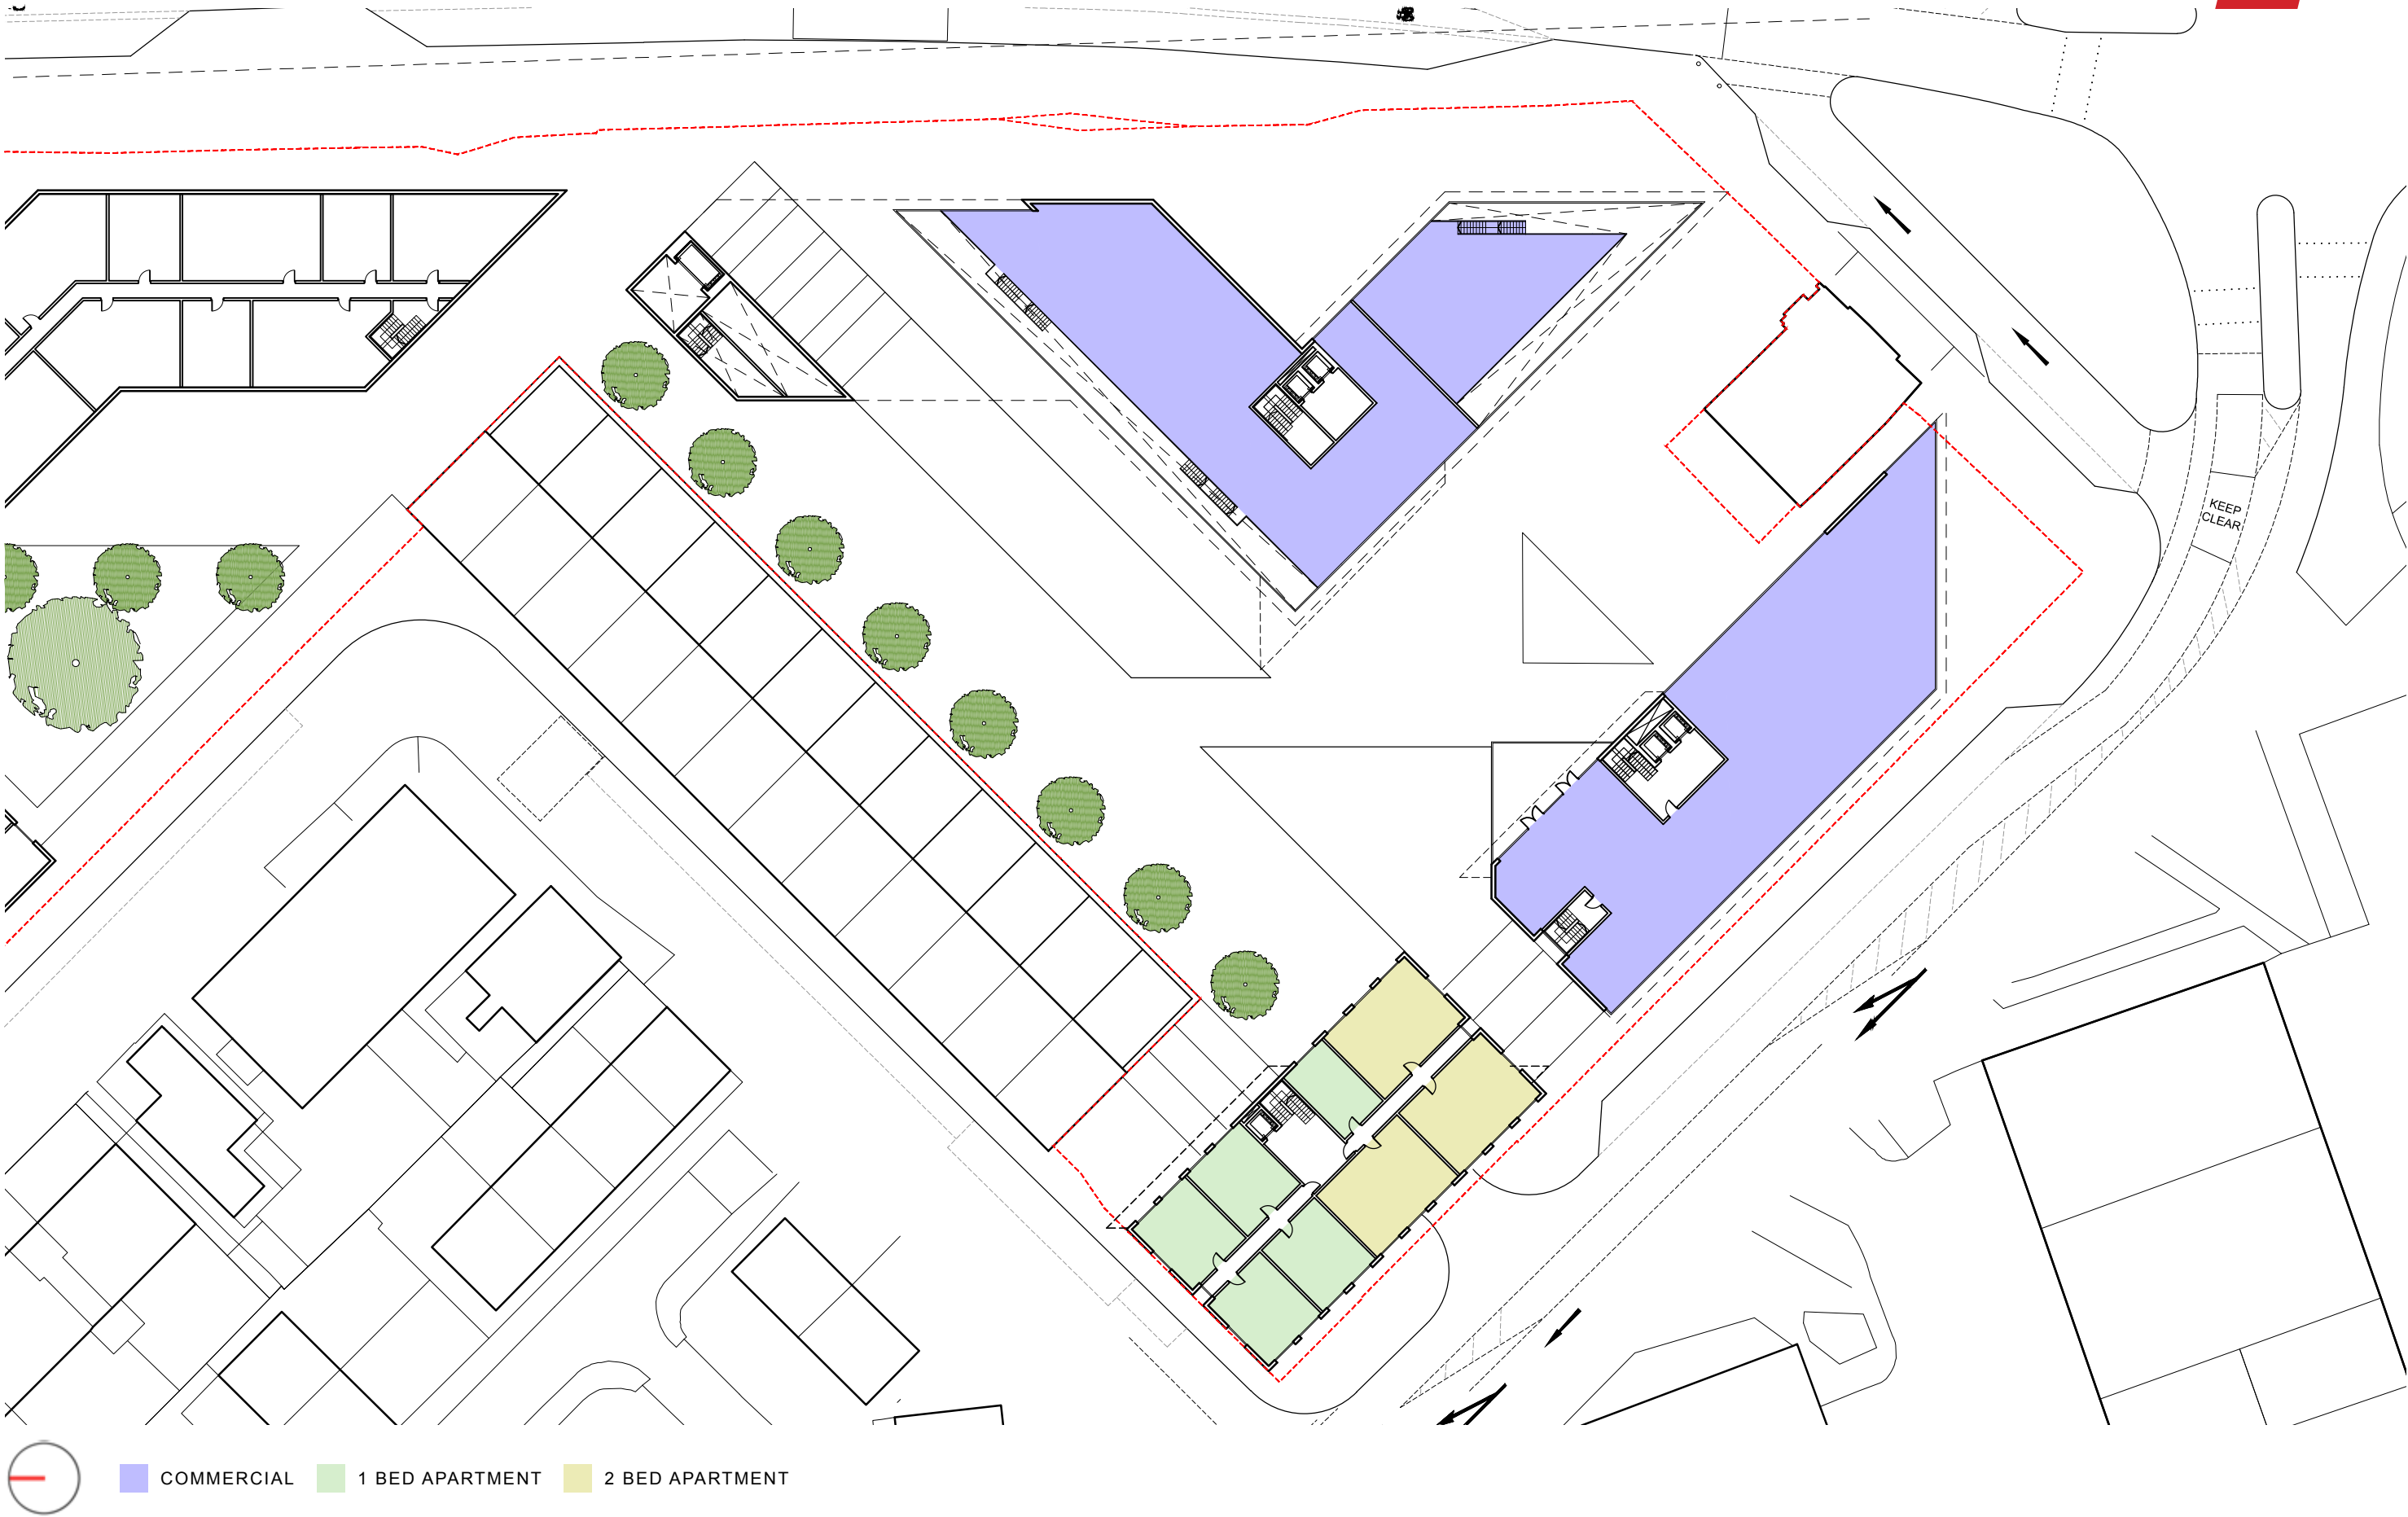 KEEP
CLEAR
COMMERCIAL
1 BED APARTMENT
2 BED APARTMENT